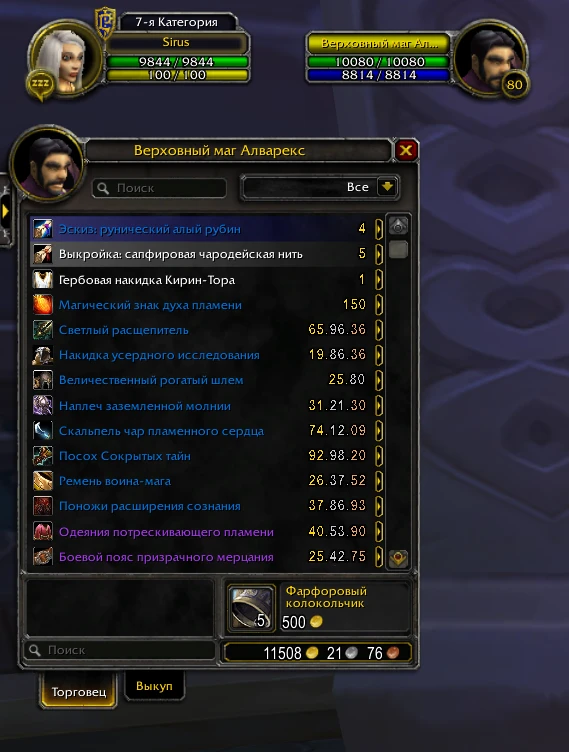 7-я Категория
Sirus
9844 / 9844
100 / 100
zzz
Верховный маг Ал...
10080 / 10080
8814 / 8814
80
Верховный маг Алварекс
Поиск
Все
Эскиз: рунический алый рубин 4
Выкройка: сапфировая чародейская нить 5
Гербовая накидка Кирин-Тора 1
Магический знак духа пламени 150
Светлый расщепитель 65.96.36
Накидка усердного исследования 19.86.36
Величественный рогатый шлем 25.80
Наплеч заземленной молнии 31.21.30
Скальпель чар пламенного сердца 74.12.09
Посох Сокрытых тайн 92.98.20
Ремень воина-мага 26.37.52
Поножи расширения сознания 37.86.93
Одеяния потрескивающего пламени 40.53.90
Боевой пояс призрачного мерцания 25.42.75
Фарфоровый
колокольчик
5
500
Поиск
11508 21 76
Торговец
Выкуп